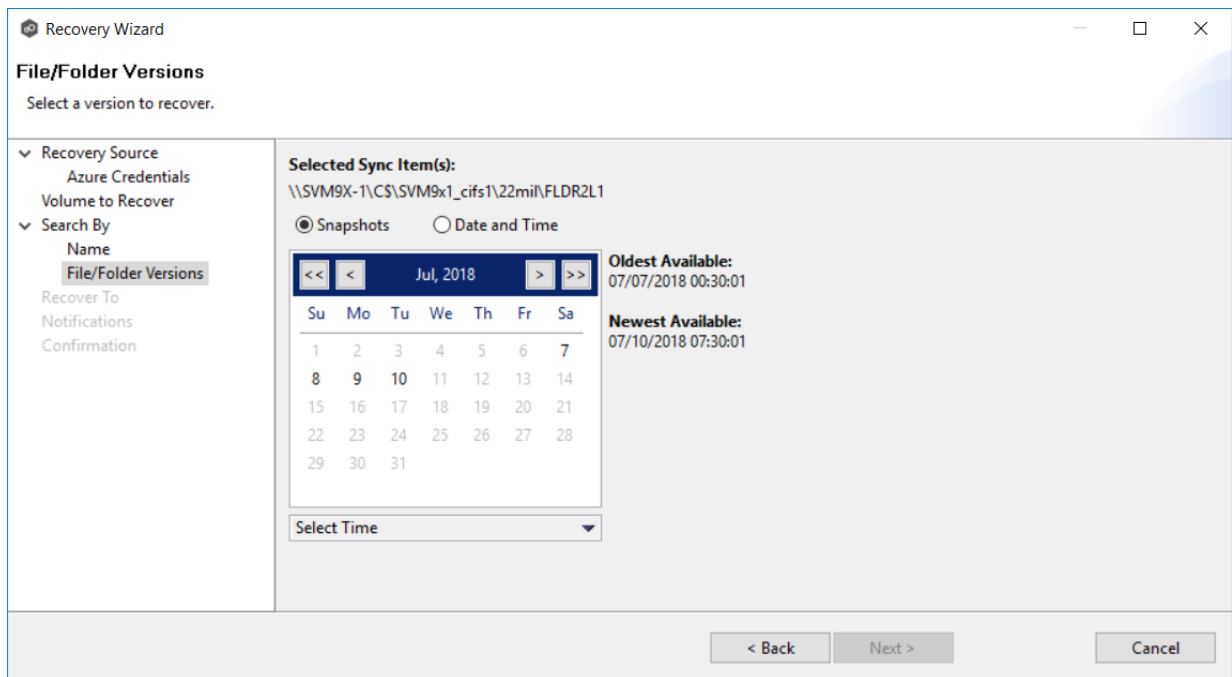 Recovery Wizard
File/Folder Versions
Select a version to recover.
Recovery Source
Azure Credentials
Volume to Recover
Search By
Name
File/Folder Versions
Recover To
Notifications
Confirmation
Selected Sync Item(s):
\\SVM9X-1\C$\SVM9x1_cifs1\22mil\FLDR2L1
Snapshots Date and Time
<< < Jul, 2018 > >>
Su Mo Tu We Th Fr Sa
1 2 3 4 5 6 7
8 9 10 11 12 13 14
15 16 17 18 19 20 21
22 23 24 25 26 27 28
29 30 31
Select Time
Oldest Available:
07/07/2018 00:30:01
Newest Available:
07/10/2018 07:30:01
< Back Next > Cancel